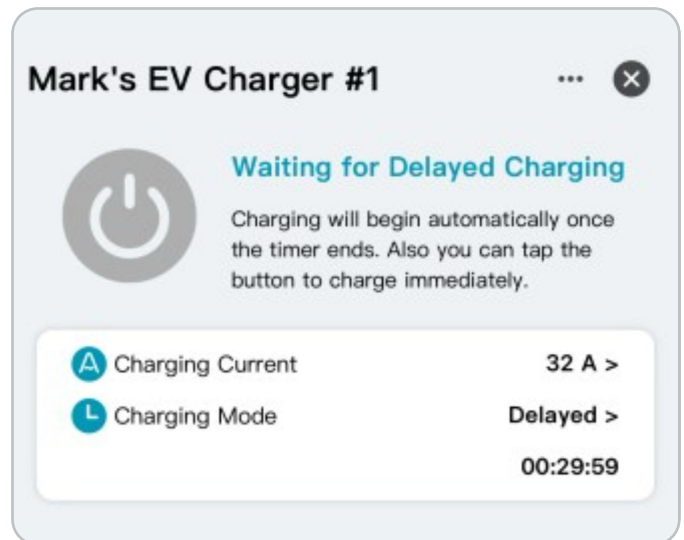 Mark's EV Charger #1
Waiting for Delayed Charging
Charging will begin automatically once
the timer ends. Also you can tap the
button to charge immediately.
A Charging Current 32 A >
Charging Mode Delayed >
00:29:59